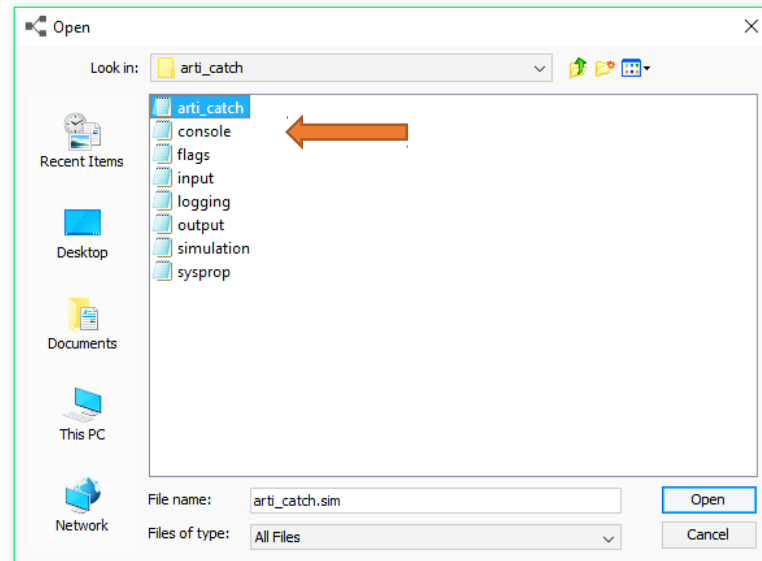 Open
Look in: arti_catch
arti_catch
console
flags
input
logging
output
simulation
sysprop
Recent Items
Desktop
Documents
This PC
Network
File name: arti_catch.sim Open
Files of type: All Files Cancel